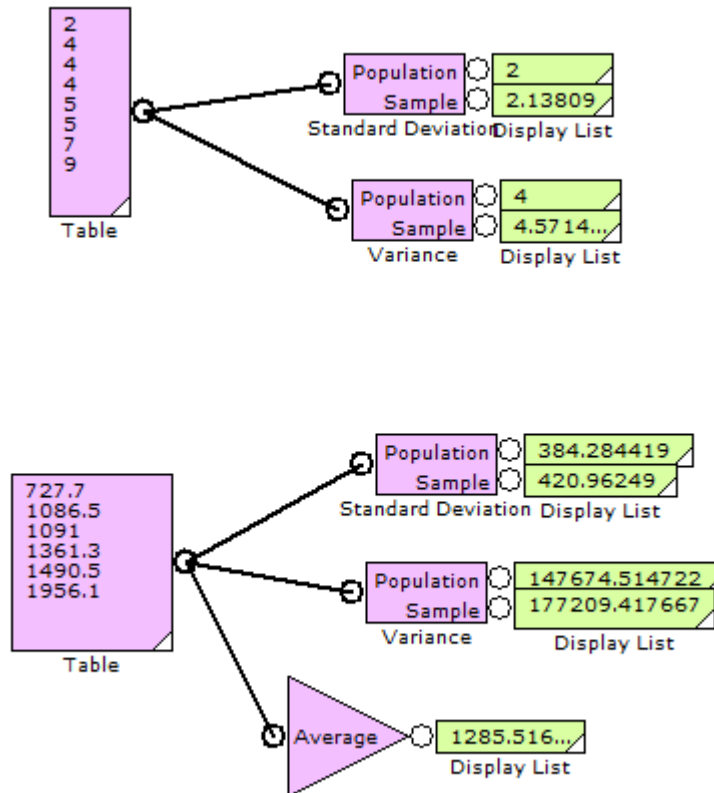 2
4
4
4
5
5
7
9
Table
Population
Sample
Standard Deviation
2
2.13809
Display List
Population
Sample
Variance
4
4.5714...
Display List
727.7
1086.5
1091
1361.3
1490.5
1956.1
Table
Population
Sample
Standard Deviation
384.284419
420.96249
Display List
Population
Sample
Variance
147674.514722
177209.417667
Display List
Average
1285.516...
Display List